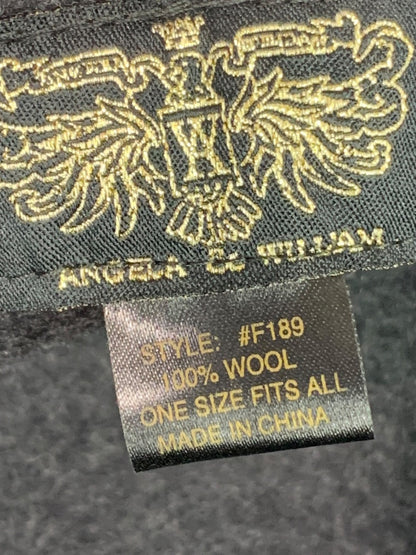 ANGELA & WILLIAM
STYLE: #F189
100% WOOL
ONE SIZE FITS ALL
MADE IN CHINA